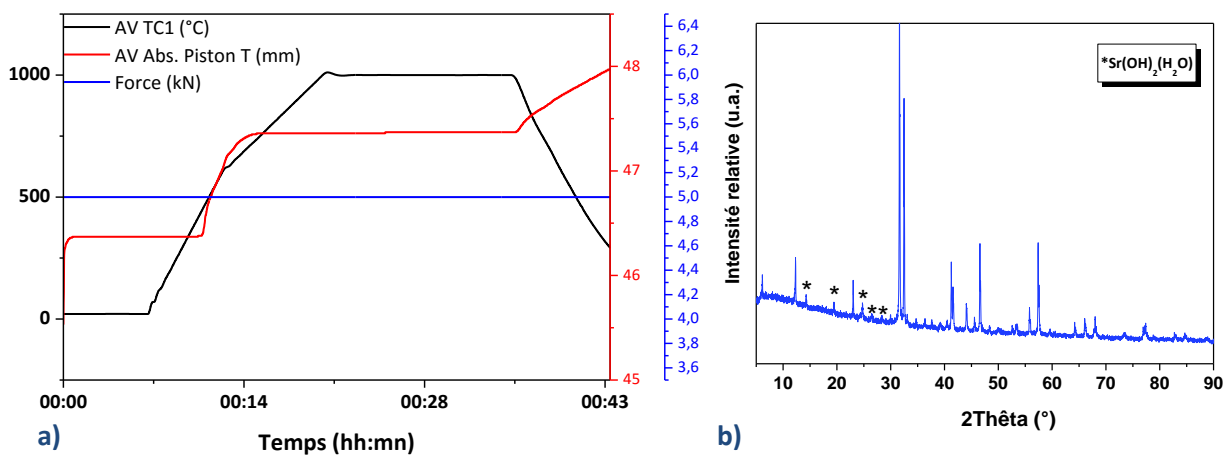 AV TC1 (°C)
AV Abs. Piston T (mm)
Force (kN)
1000
500
0
48
47
46
45
6,4
6,2
6,0
5,8
5,6
5,4
5,2
5,0
4,8
4,6
4,4
4,2
4,0
3,8
3,6
00:00
00:14
00:28
00:43
Temps (hh:mn)
a)
Intensité relative (u.a.)
*Sr(OH)2(H2O)
* * * * *
10 20 30 40 50 60 70 80 90
2Thêta (°)
b)